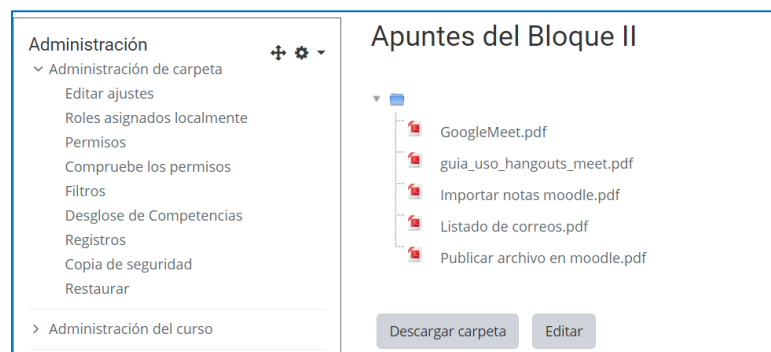 Administración
Administración de carpeta
Editar ajustes
Roles asignados localmente
Permisos
Compruebe los permisos
Filtros
Desglose de Competencias
Registros
Copia de seguridad
Restaurar
Administración del curso
Apuntes del Bloque II
GoogleMeet.pdf
guia_uso_hangouts_meet.pdf
Importar notas moodle.pdf
Listado de correos.pdf
Publicar archivo en moodle.pdf
Descargar carpeta
Editar